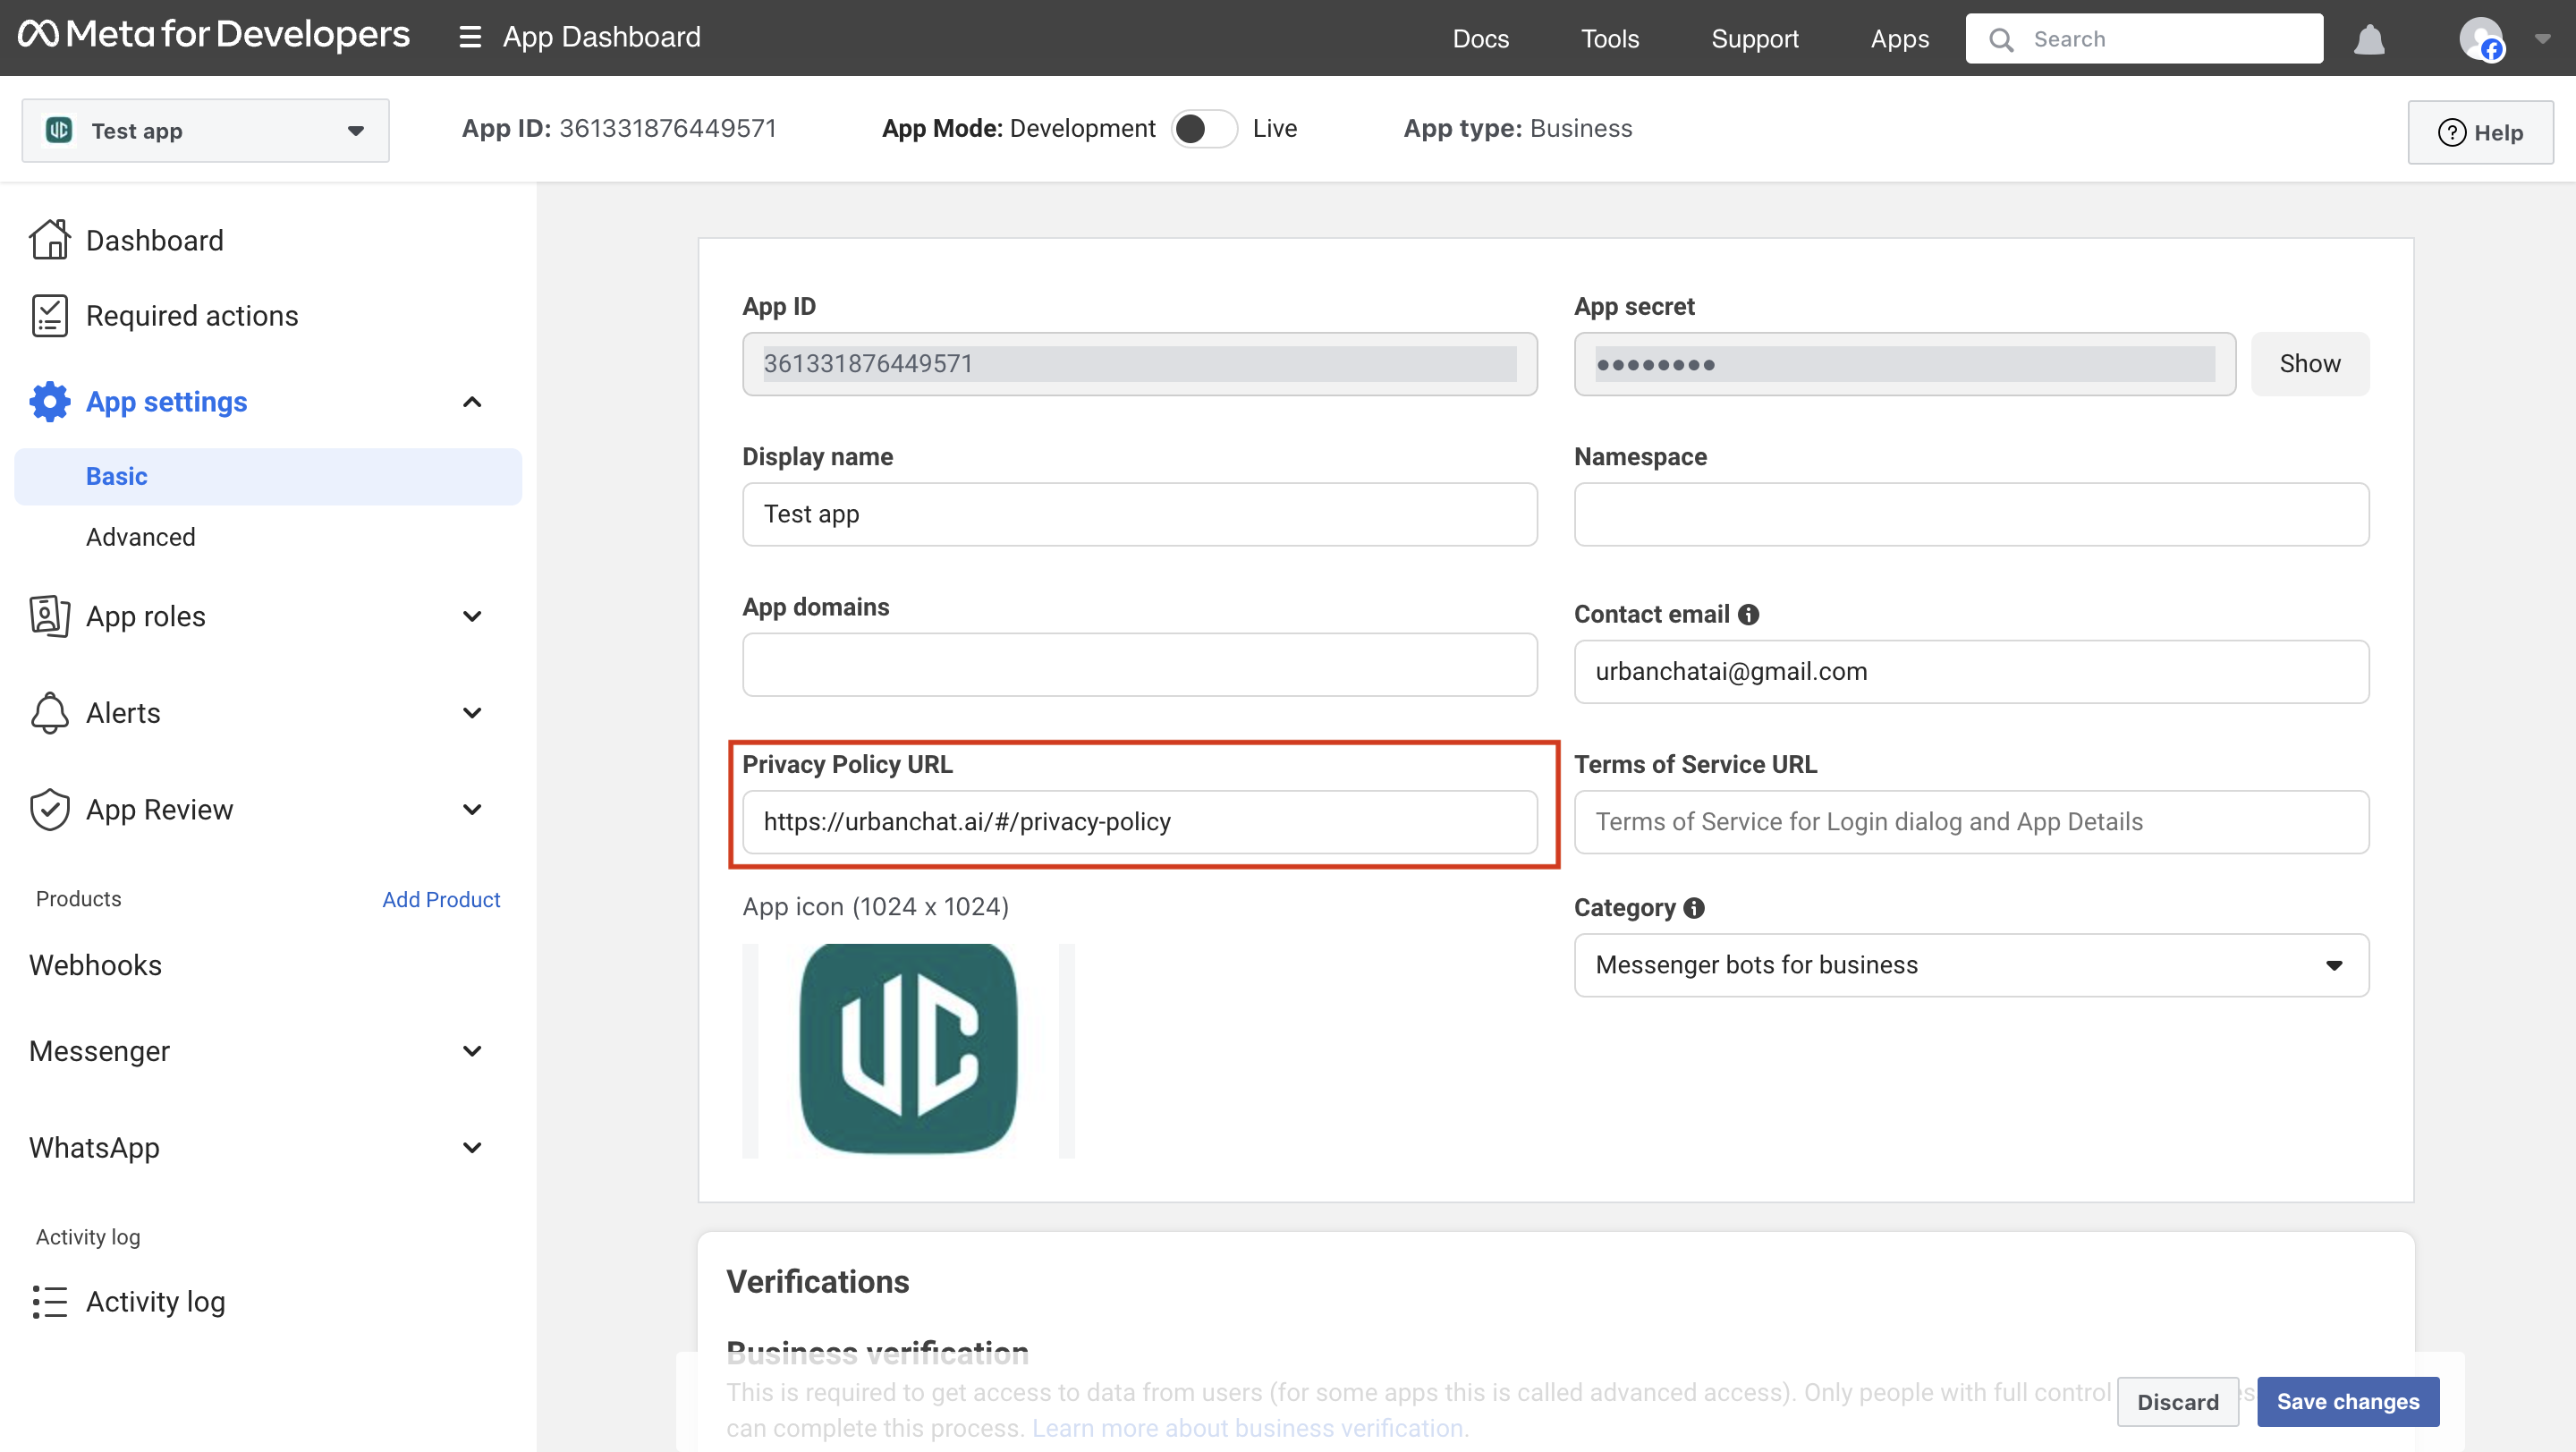 Meta for Developers
App Dashboard
Docs
Tools
Support
Apps
Search
Test app
App ID: 361331876449571
App Mode: Development
Live
App type: Business
Help
Dashboard
Required actions
App settings
Basic
Advanced
App roles
Alerts
App Review
Products
Add Product
Webhooks
Messenger
WhatsApp
Activity log
Activity log
App ID
361331876449571
App secret
••••••••
Show
Display name
Test app
Namespace
App domains
Contact email
urbanchatai@gmail.com
Privacy Policy URL
https://urbanchat.ai/#/privacy-policy
Terms of Service URL
Terms of Service for Login dialog and App Details
App icon (1024 x 1024)
UC
Category
Messenger bots for business
Verifications
Business verification
This is required to get access to data from users (for some apps this is called advanced access). Only people with full control
can complete this process. Learn more about business verification.
Discard
Save changes